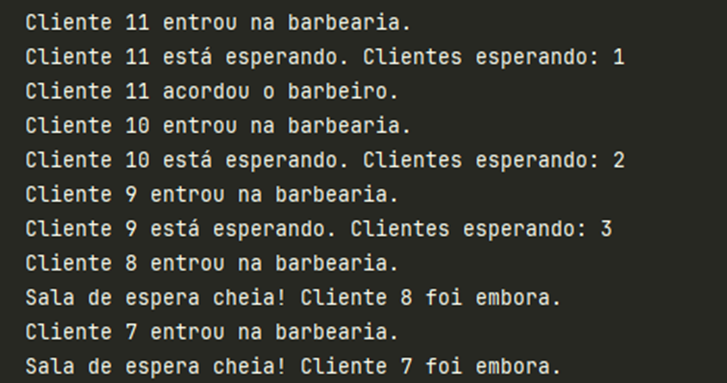 Cliente 11 entrou na barbearia.
Cliente 11 está esperando. Clientes esperando: 1
Cliente 11 acordou o barbeiro.
Cliente 10 entrou na barbearia.
Cliente 10 está esperando. Clientes esperando: 2
Cliente 9 entrou na barbearia.
Cliente 9 está esperando. Clientes esperando: 3
Cliente 8 entrou na barbearia.
Sala de espera cheia! Cliente 8 foi embora.
Cliente 7 entrou na barbearia.
Sala de espera cheia! Cliente 7 foi embora.